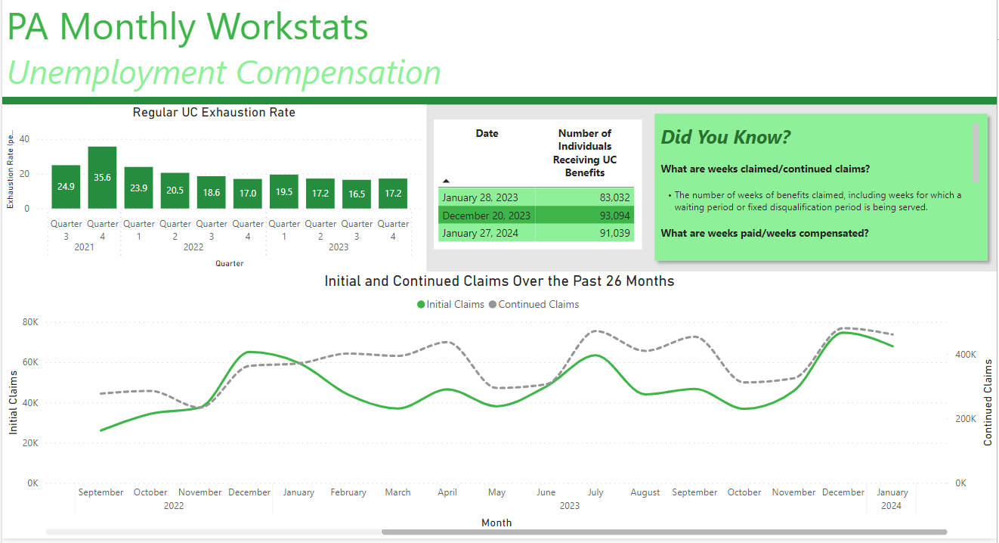 PA Monthly Workstats
Unemployment Compensation
Regular UC Exhaustion Rate
Exhaustion Rate (pe...
40
20
0
24.9 35.6 23.9 20.5 18.6 17.0 19.5 17.2 16.5 17.2
Quarter Quarter Quarter Quarter Quarter Quarter Quarter Quarter Quarter Quarter
3 4 1 2 3 4 1 2 3 4
2021 2022 2023
Quarter
Date Number of
Individuals
Receiving UC
Benefits
January 28, 2023 83,032
December 20, 2023 93,094
January 27, 2024 91,039
Did You Know?
What are weeks claimed/continued claims?
• The number of weeks of benefits claimed, including weeks for which a
waiting period or fixed disqualification period is being served.
What are weeks paid/weeks compensated?
Initial and Continued Claims Over the Past 26 Months
Initial Claims Continued Claims
Initial Claims
80K
60K
40K
20K
0K
400K
200K
0K
Continued Claims
September October November December January February March April May June July August September October November December January
2022 2023 2024
Month